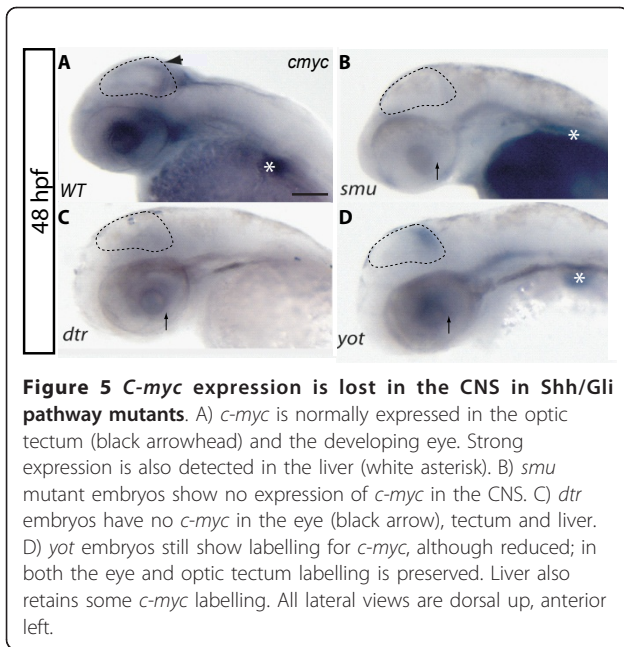 48 hpf
A
cmyc
B
*
WT
*
smu
C
D
dtr
*
yot
Figure 5 C-myc expression is lost in the CNS in Shh/Gli
pathway mutants. A) c-myc is normally expressed in the optic
tectum (black arrowhead) and the developing eye. Strong
expression is also detected in the liver (white asterisk). B) smu
mutant embryos show no expression of c-myc in the CNS. C) dtr
embryos have no c-myc in the eye (black arrow), tectum and liver.
D) yot embryos still show labelling for c-myc, although reduced; in
both the eye and optic tectum labelling is preserved. Liver also
retains some c-myc labelling. All lateral views are dorsal up, anterior
left.